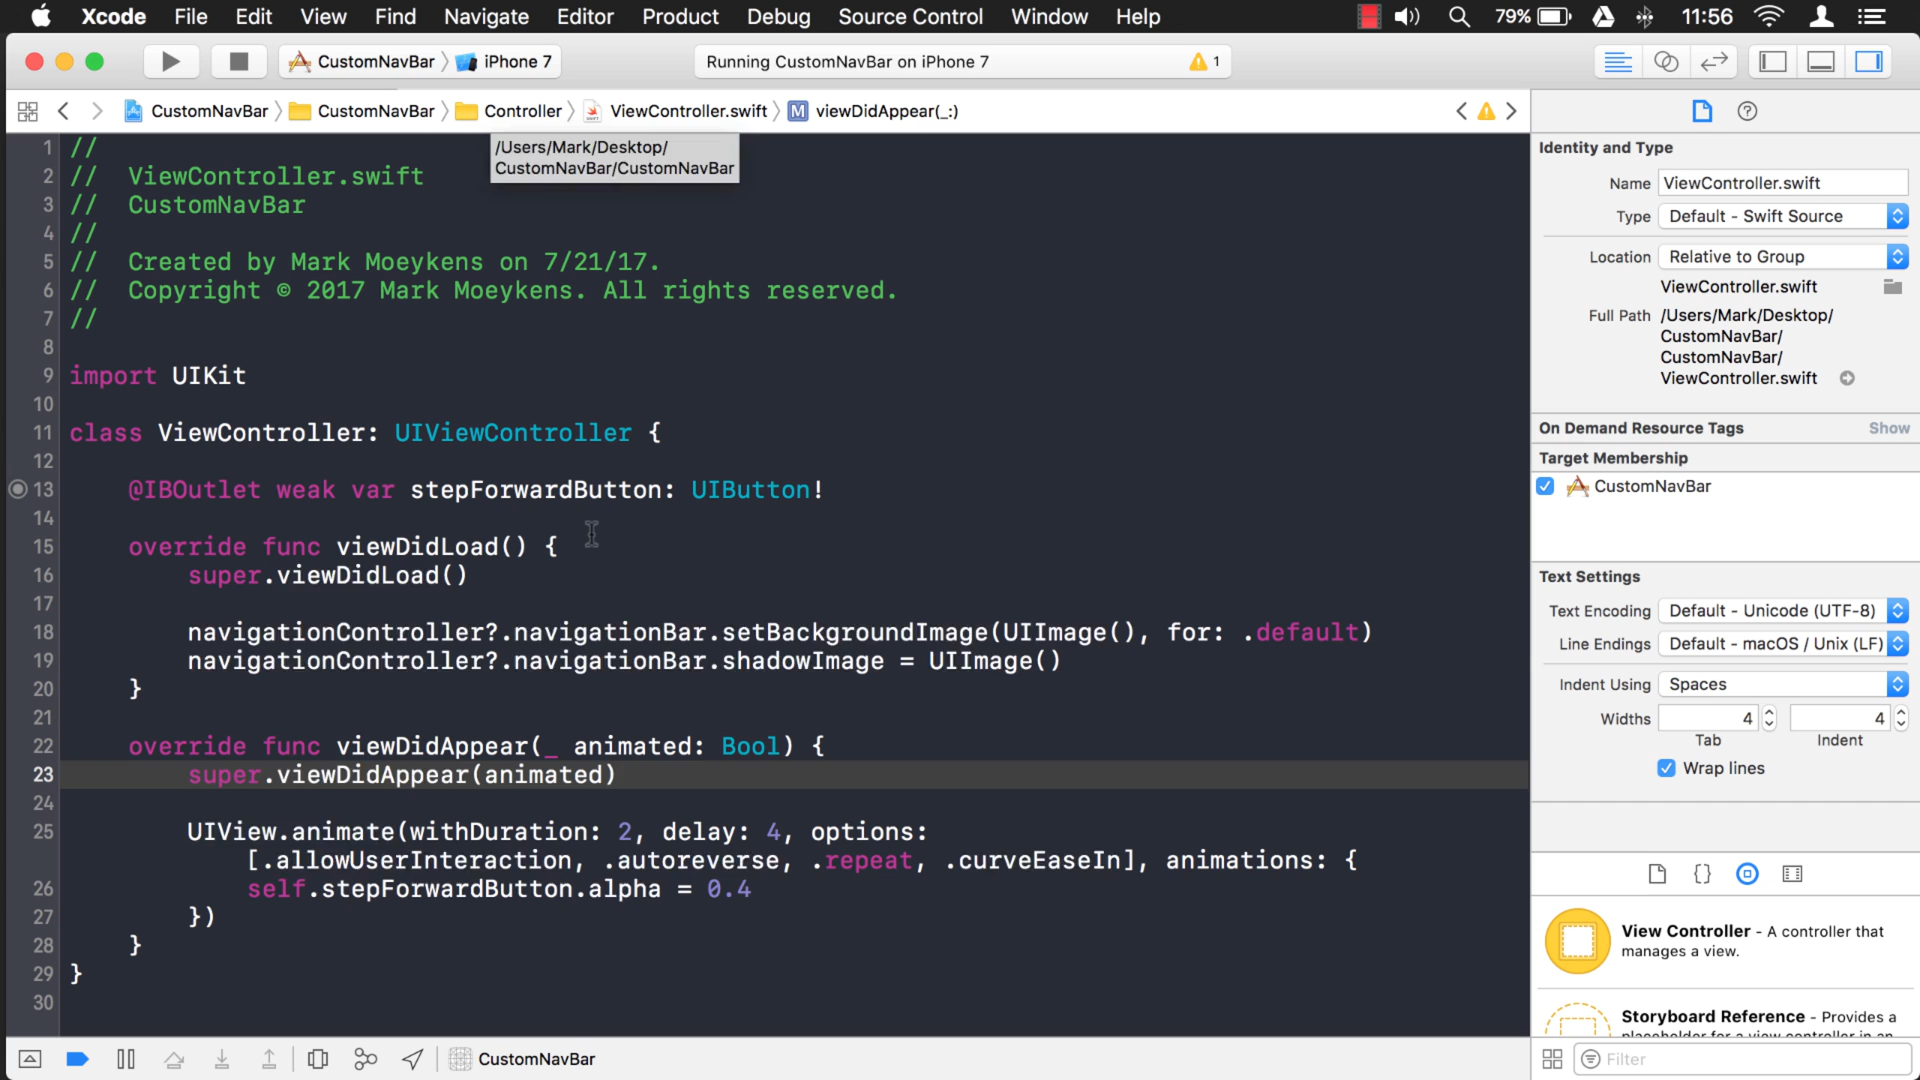 Xcode File Edit View Find Navigate Editor Product Debug Source Control Window Help 79% 11:56
CustomNavBar iPhone 7 Running CustomNavBar on iPhone 7 1
CustomNavBar CustomNavBar Controller ViewController.swift M viewDidAppear(_:)
/Users/Mark/Desktop/
CustomNavBar/CustomNavBar
1 //
2 // ViewController.swift
3 // CustomNavBar
4 //
5 // Created by Mark Moeykens on 7/21/17.
6 // Copyright © 2017 Mark Moeykens. All rights reserved.
7 //
8
9 import UIKit
10
11 class ViewController: UIViewController {
12
13 @IBOutlet weak var stepForwardButton: UIButton!
14
15 override func viewDidLoad() {
16 super.viewDidLoad()
17
18 navigationController?.navigationBar.setBackgroundImage(UIImage(), for: .default)
19 navigationController?.navigationBar.shadowImage = UIImage()
20 }
21
22 override func viewDidAppear(_ animated: Bool) {
23 super.viewDidAppear(animated)
24
25 UIView.animate(withDuration: 2, delay: 4, options:
[.allowUserInteraction, .autoreverse, .repeat, .curveEaseIn], animations: {
26 self.stepForwardButton.alpha = 0.4
27 })
28 }
29 }
30
CustomNavBar
Identity and Type
Name ViewController.swift
Type Default - Swift Source
Location Relative to Group
ViewController.swift
Full Path /Users/Mark/Desktop/
CustomNavBar/
CustomNavBar/
ViewController.swift
On Demand Resource Tags Show
Target Membership
CustomNavBar
Text Settings
Text Encoding Default - Unicode (UTF-8)
Line Endings Default - macOS / Unix (LF)
Indent Using Spaces
Widths 4 4
Tab Indent
Wrap lines
{}
View Controller - A controller that
manages a view.
Storyboard Reference - Provides a
placeholder for a view controller in an
Filter